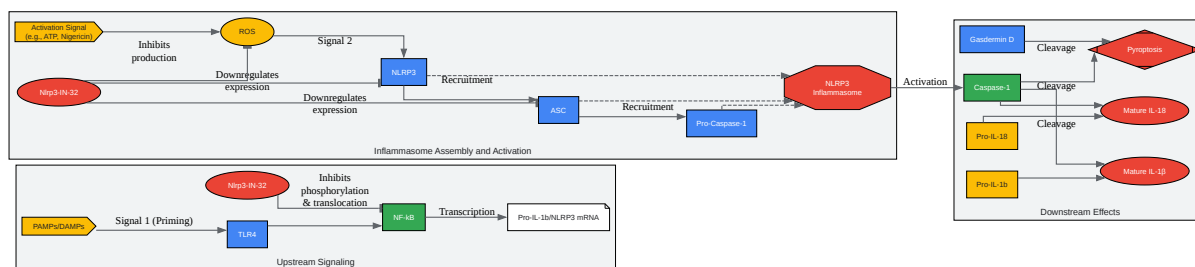 Activation Signal
(e.g., ATP, Nigericin)
Inhibits
production
ROS
Signal 2
Nlrp3-IN-32
Downregulates
expression
Downregulates
expression
NLRP3
Recruitment
ASC
Recruitment
Pro-Caspase-1
NLRP3
Inflammasome
Activation
Inflammasome Assembly and Activation
Gasdermin D
Cleavage
Pyroptosis
Caspase-1
Cleavage
Mature IL-18
Cleavage
Pro-IL-18
Pro-IL-1b
Mature IL-1β
Downstream Effects
Nlrp3-IN-32
Inhibits
phosphorylation
& translocation
PAMPs/DAMPs
Signal 1 (Priming)
TLR4
NF-kB
Transcription
Pro-IL-1b/NLRP3 mRNA
Upstream Signaling